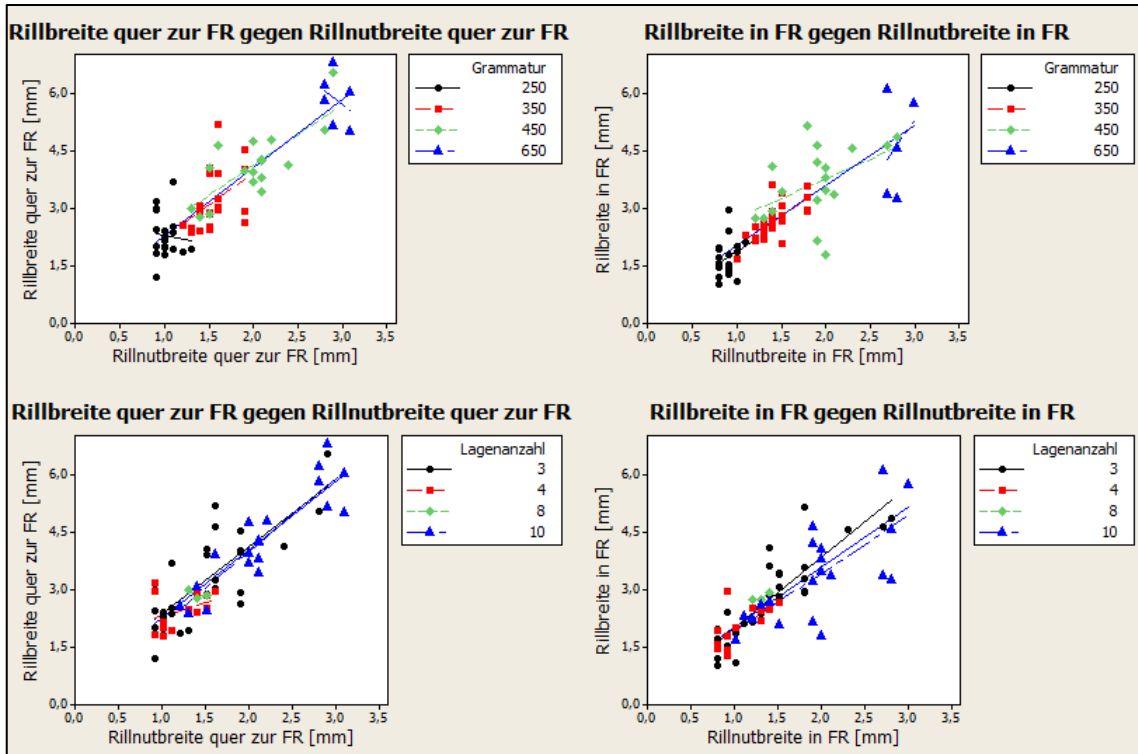 Rillbreite quer zur FR gegen Rillnutbreite quer zur FR
Rillbreite quer zur FR [mm]
6,0
4,5
3,0
1,5
0,0
0,0 0,5 1,0 1,5 2,0 2,5 3,0 3,5
Rillnutbreite quer zur FR [mm]
Grammatur
250
350
450
650
Rillbreite in FR gegen Rillnutbreite in FR
Rillbreite in FR [mm]
6,0
4,5
3,0
1,5
0,0
0,0 0,5 1,0 1,5 2,0 2,5 3,0 3,5
Rillnutbreite in FR [mm]
Grammatur
250
350
450
650
Rillbreite quer zur FR gegen Rillnutbreite quer zur FR
Rillbreite quer zur FR [mm]
6,0
4,5
3,0
1,5
0,0
0,0 0,5 1,0 1,5 2,0 2,5 3,0 3,5
Rillnutbreite quer zur FR [mm]
Lagenanzahl
3
4
8
10
Rillbreite in FR gegen Rillnutbreite in FR
Rillbreite in FR [mm]
6,0
4,5
3,0
1,5
0,0
0,0 0,5 1,0 1,5 2,0 2,5 3,0 3,5
Rillnutbreite in FR [mm]
Lagenanzahl
3
4
8
10